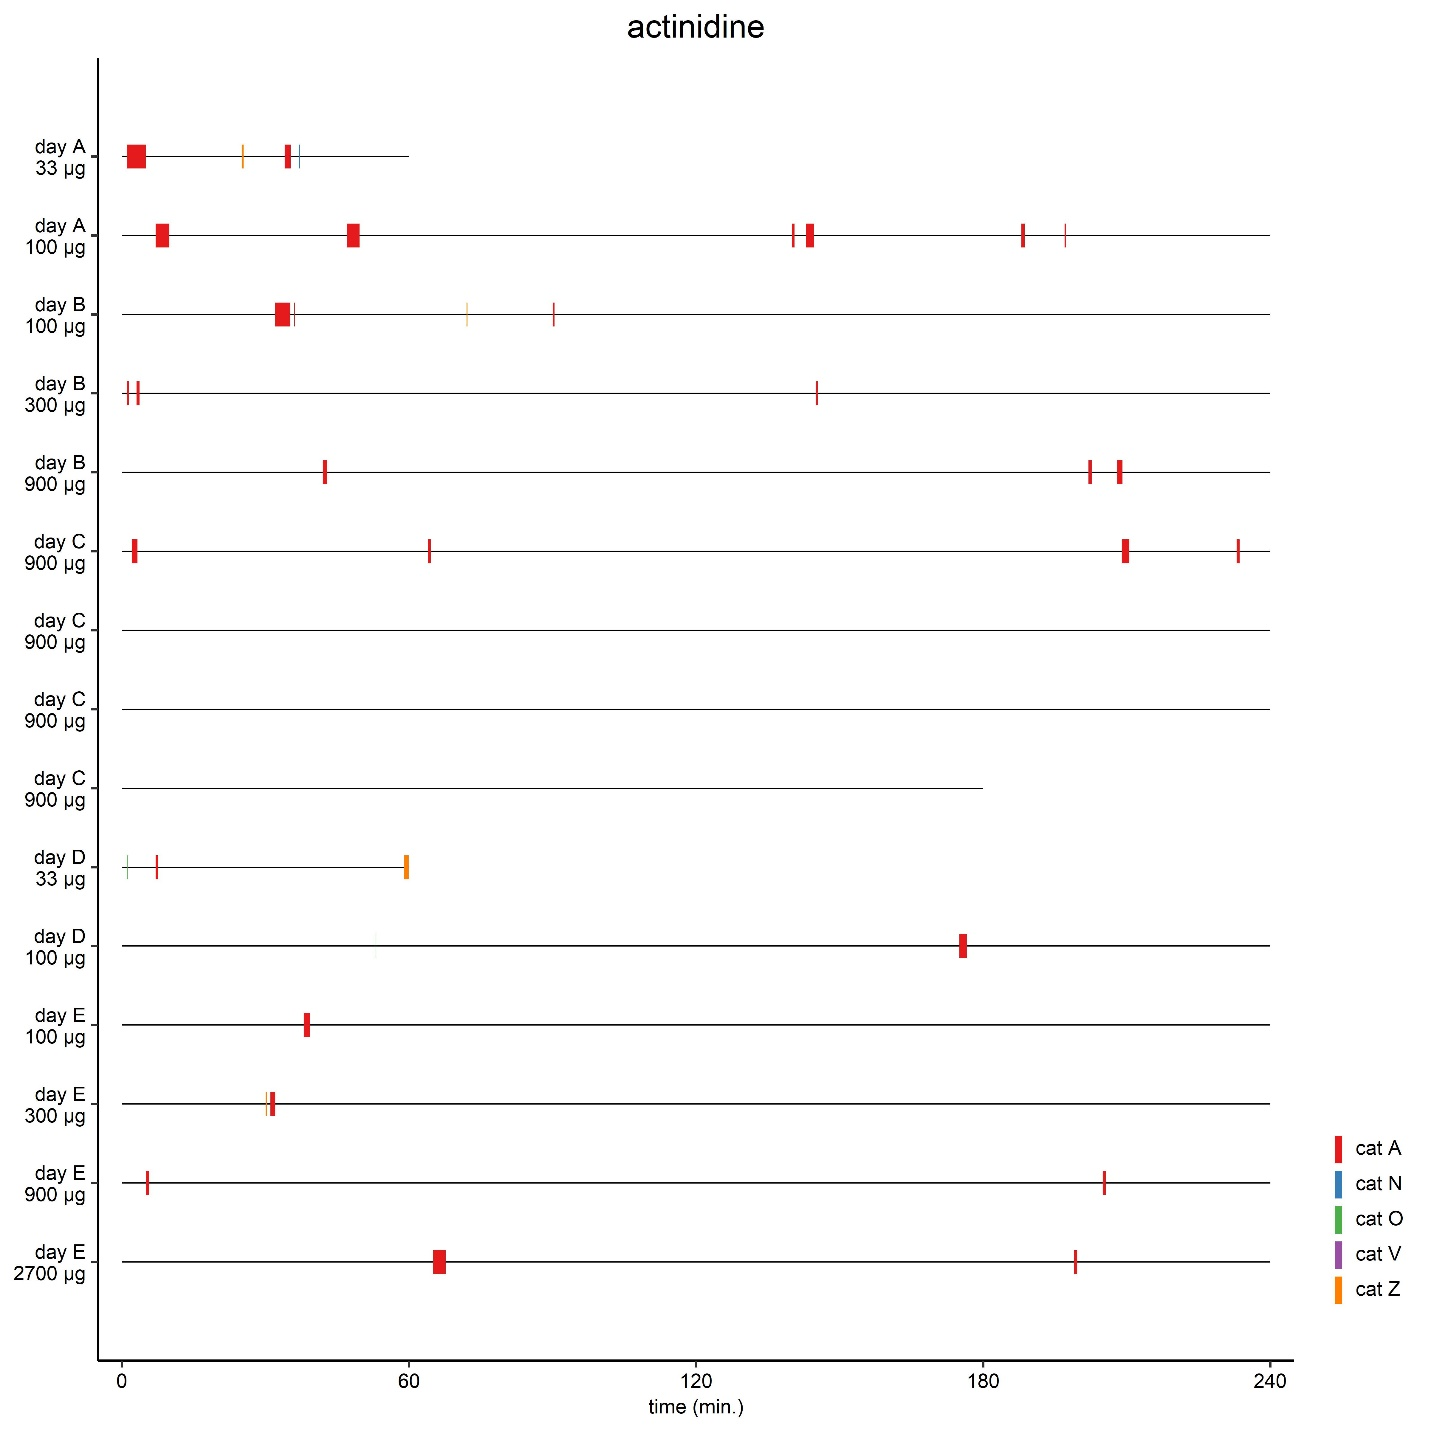 actinidine
day A
33 µg
day A
100 µg
day B
100 µg
day B
300 µg
day B
900 µg
day C
900 µg
day C
900 µg
day C
900 µg
day C
900 µg
day D
33 µg
day D
100 µg
day E
100 µg
day E
300 µg
day E
900 µg
day E
2700 µg
cat A
cat N
cat O
cat V
cat Z
0 60 120 180 240
time (min.)